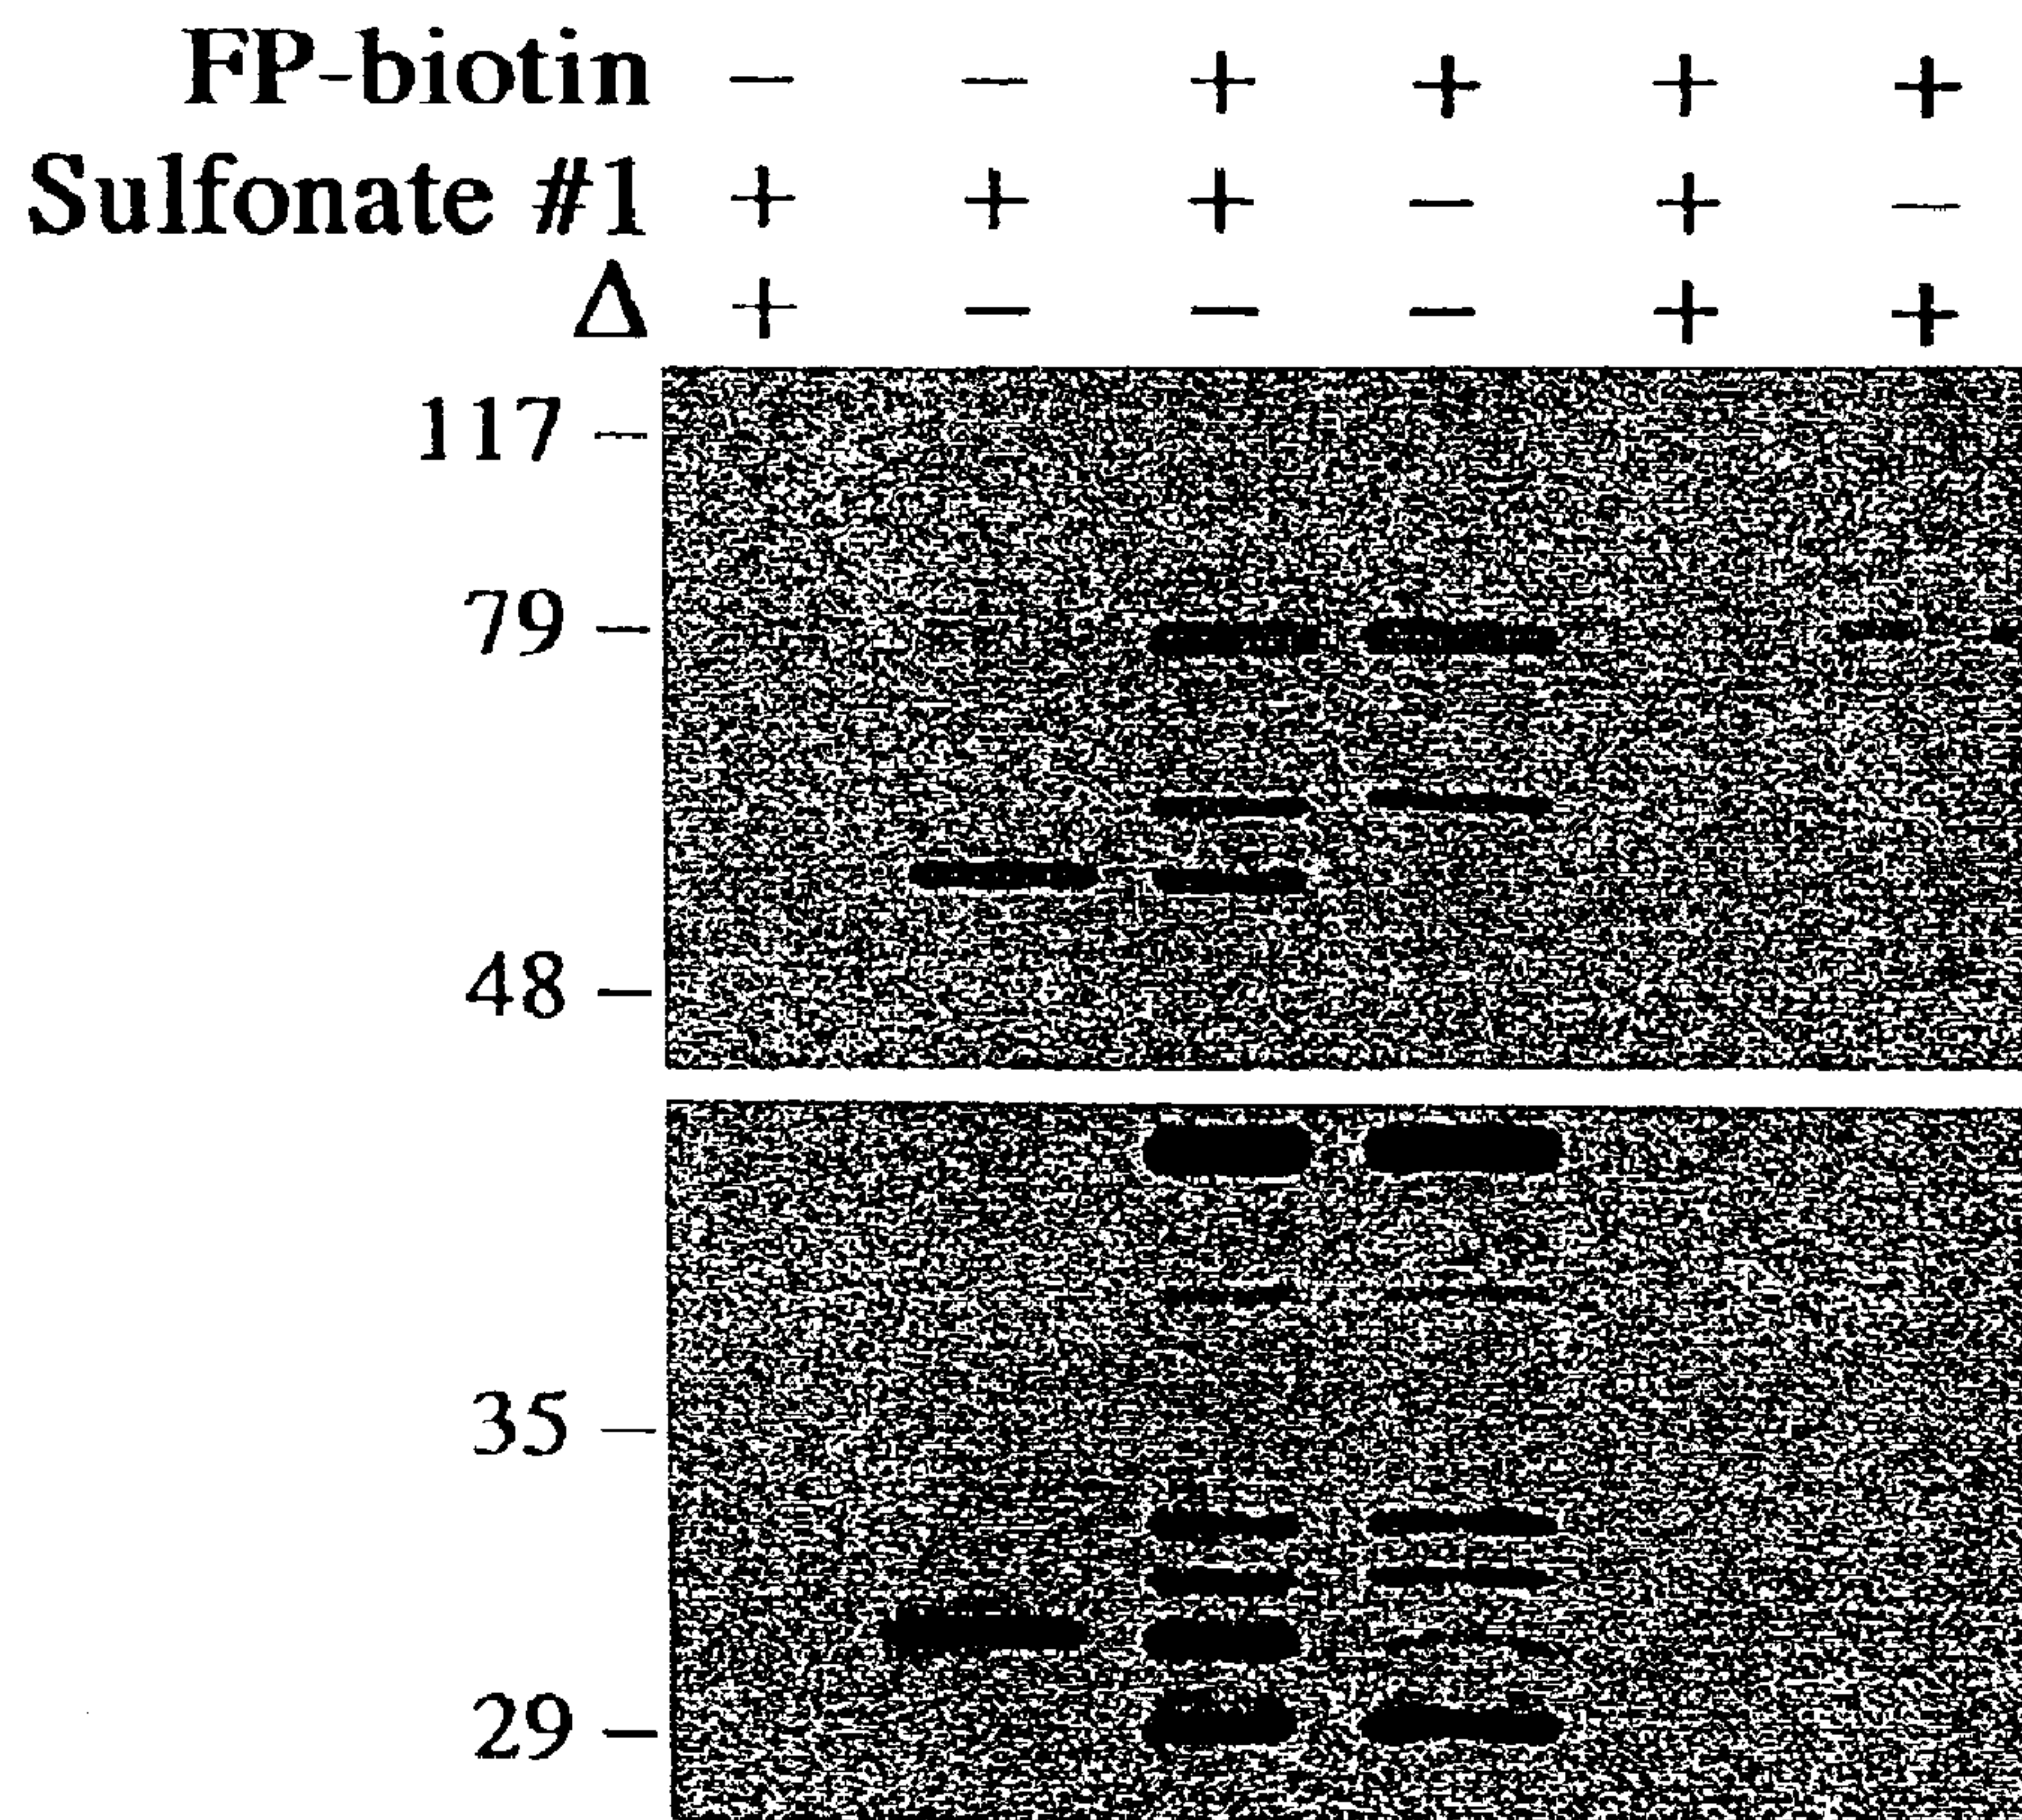 FP-biotin − − + + + +
Sulfonate #1 + + + − + −
Δ + − − − + +
117 −
79 −
48 −
35 −
29 −